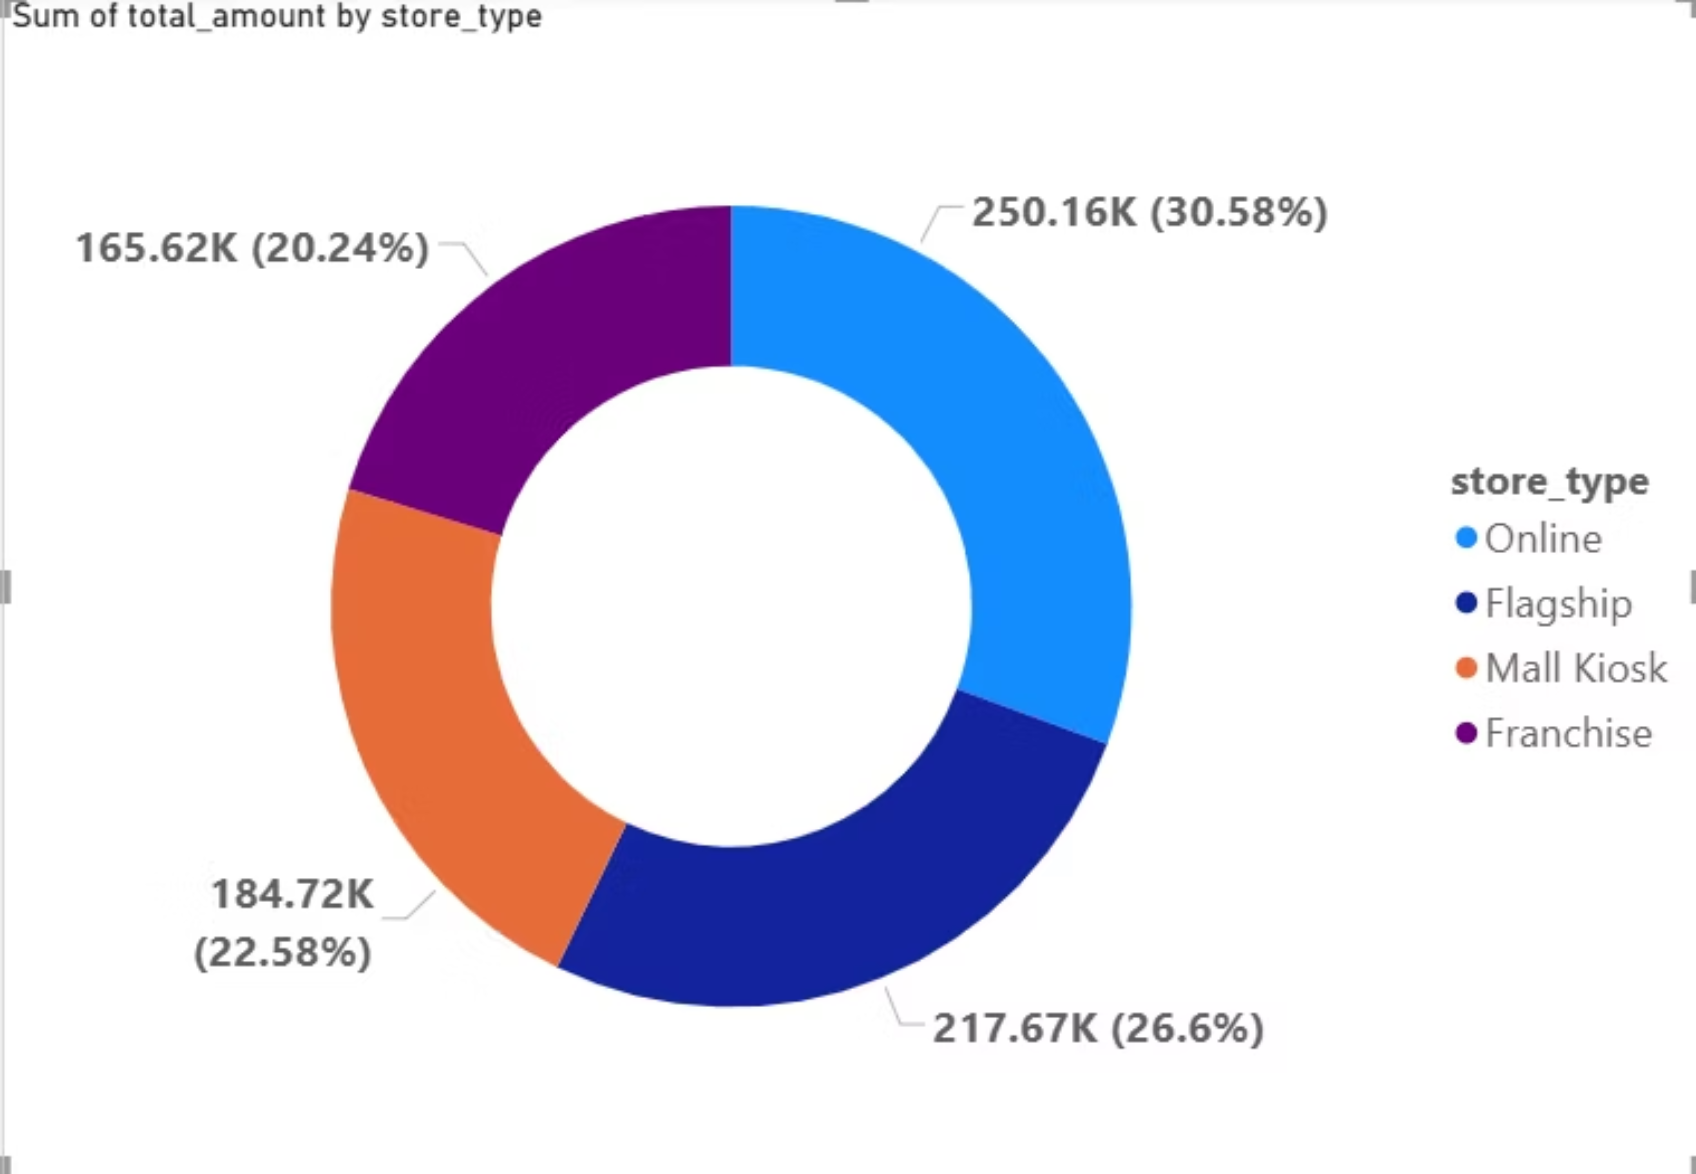 Sum of total_amount by store_type
250.16K (30.58%)
165.62K (20.24%)
store_type
Online
Flagship
Mall Kiosk
Franchise
184.72K
(22.58%)
217.67K (26.6%)